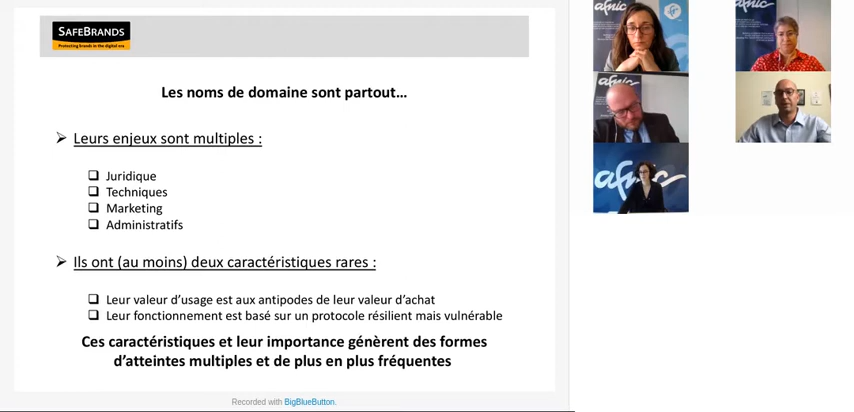 SAFEBRANDS
Protecting brands in the digital era
Les noms de domaine sont partout…
Leurs enjeux sont multiples :
Juridique
Techniques
Marketing
Administratifs
Ils ont (au moins) deux caractéristiques rares :
Leur valeur d'usage est aux antipodes de leur valeur d'achat
Leur fonctionnement est basé sur un protocole résilient mais vulnérable
Ces caractéristiques et leur importance génèrent des formes
d'atteintes multiples et de plus en plus fréquentes
Recorded with BigBlueButton.
afnic
afnic